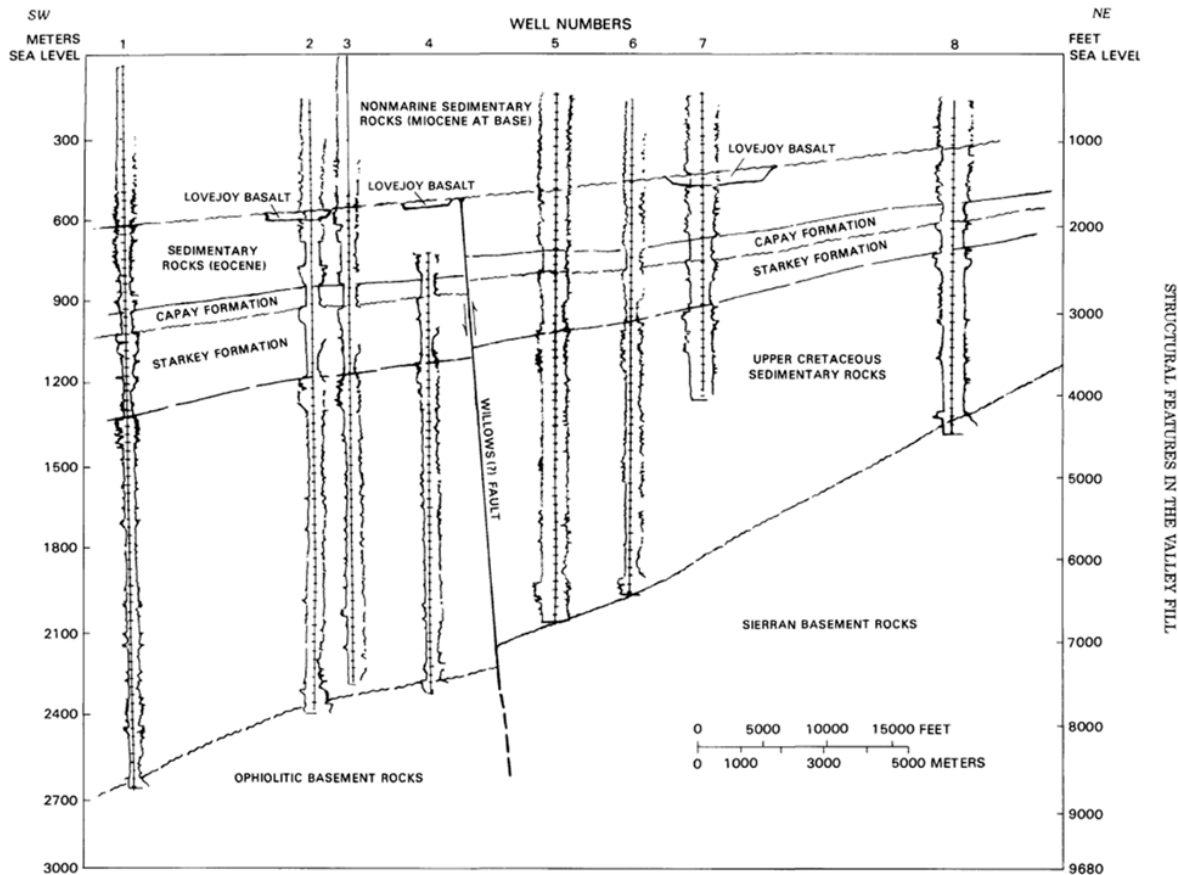 SW
WELL NUMBERS
NE
METERS
SEA LEVEL
1
2
3
4
5
6
7
8
FEET
SEA LEVEL
NONMARINE SEDIMENTARY
ROCKS (MIOCENE AT BASE)
300
1000
LOVEJOY BASALT
LOVEJOY BASALT
LOVEJOY BASALT
600
2000
SEDIMENTARY
ROCKS (EOCENE)
CAPAY FORMATION
STARKEY FORMATION
900
3000
CAPAY FORMATION
STARKEY FORMATION
UPPER CRETACEOUS
SEDIMENTARY ROCKS
1200
4000
WILLOWS (?) FAULT
1500
5000
1800
6000
2100
7000
SIERRAN BASEMENT ROCKS
2400
8000
0 5000 10000 15000 FEET
0 1000 3000 5000 METERS
OPHIOLITIC BASEMENT ROCKS
2700
9000
3000
9680
STRUCTURAL FEATURES IN THE VALLEY FILL